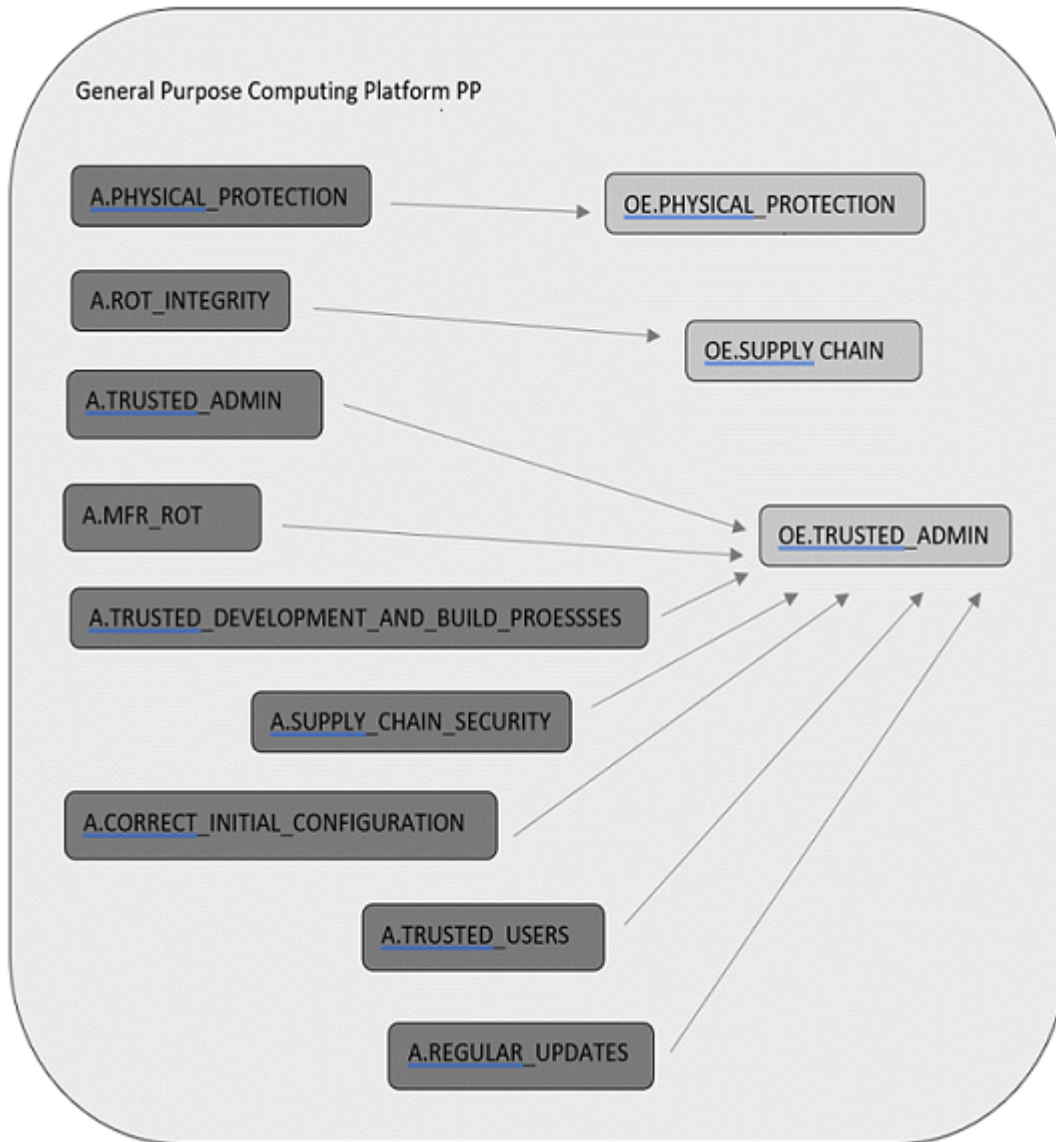 General Purpose Computing Platform PP
A.PHYSICAL_PROTECTION
OE.PHYSICAL_PROTECTION
A.ROT_INTEGRITY
OE.SUPPLY CHAIN
A.TRUSTED_ADMIN
A.MFR_ROT
OE.TRUSTED_ADMIN
A.TRUSTED_DEVELOPMENT_AND_BUILD_PROESSSES
A.SUPPLY_CHAIN_SECURITY
A.CORRECT_INITIAL_CONFIGURATION
A.TRUSTED_USERS
A.REGULAR_UPDATES